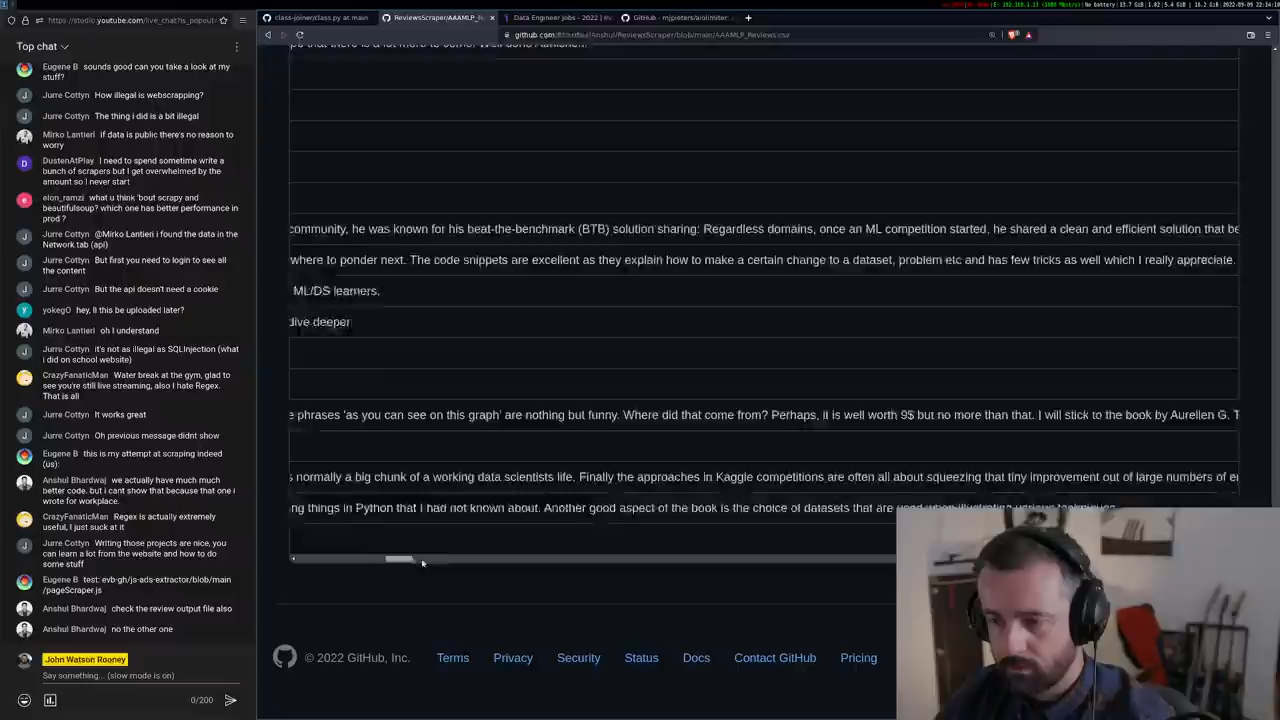 https://studio.youtube.com/live_chat?is_popout=
Top chat
Eugene B sounds good can you take a look at my
stuff?
Jurre Cottyn How illegal is webscrapping?
Jurre Cottyn The thing i did is a bit illegal
Mirko Lantieri if data is public there's no reason to
worry
DustenAtPlay I need to spend sometime write a
bunch of scrapers but I get overwhelmed by the
amount so I never start
elon_ramzi what u think 'bout scrapy and
beautifulsoup? which one has better performance in
prod ?
Jurre Cottyn @Mirko Lantieri i found the data in the
Network tab (api)
Jurre Cottyn But first you need to login to see all
the content
Jurre Cottyn But the api doesn't need a cookie
yokegO hey, II this be uploaded later?
Mirko Lantieri oh I understand
Jurre Cottyn it's not as illegal as SQLInjection (what
i did on school website)
CrazyFanaticMan Water break at the gym, glad to
see you're still live streaming, also I hate Regex.
That is all
Jurre Cottyn It works great
Jurre Cottyn Oh previous message didnt show
Eugene B this is my attempt at scraping indeed
(us):
Anshul Bhardwaj we actually have much much
better code. but i cant show that because that one i
wrote for workplace.
CrazyFanaticMan Regex is actually extremely
useful, I just suck at it
Jurre Cottyn Writing those projects are nice, you
can learn a lot from the website and how to do
some stuff
Eugene B test: evb-gh/js-ads-extractor/blob/main
/pageScraper.js
Anshul Bhardwaj check the review output file also
Anshul Bhardwaj no the other one
John Watson Rooney
Say something... (slow mode is on)
0/200
class-joiner/class.py at main
ReviewsScraper/AAAMLP_R
Data Engineer jobs - 2022 |
GitHub - mjpieters/aiolimiter:
community, he was known for his beat-the-benchmark (BTB) solution sharing: Regardless domains, once an ML competition started, he shared a clean and efficient solution that be
where to ponder next. The code snippets are excellent as they explain how to make a certain change to a dataset, problem etc and has few tricks as well which I really appreciate.
ML/DS learners.
dive deeper
e phrases 'as you can see on this graph' are nothing but funny. Where did that come from? Perhaps, it is well worth 9$ but no more than that. I will stick to the book by Aurelien G. T
s normally a big chunk of a working data scientists life. Finally the approaches in Kaggle competitions are often all about squeezing that tiny improvement out of large numbers of e
ing things in Python that I had not known about. Another good aspect of the book is the choice of datasets that are used when illustrating various techniques.
© 2022 GitHub, Inc.
Terms
Privacy
Security
Status
Docs
Contact GitHub
Pricing